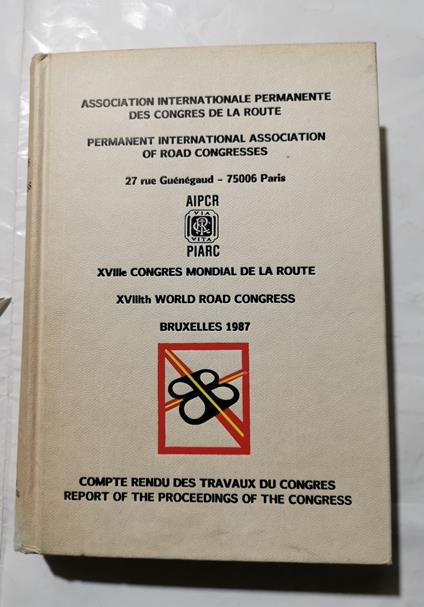 ASSOCIATION INTERNATIONALE PERMANENTE
DES CONGRES DE LA ROUTE
PERMANENT INTERNATIONAL ASSOCIATION
OF ROAD CONGRESSES
27 rue Guénégaud - 75006 Paris
AIPCR
VIA
VITA
PIARC
XVIIIe CONGRES MONDIAL DE LA ROUTE
XVIIIth WORLD ROAD CONGRESS
BRUXELLES 1987
COMPTE RENDU DES TRAVAUX DU CONGRES
REPORT OF THE PROCEEDINGS OF THE CONGRESS